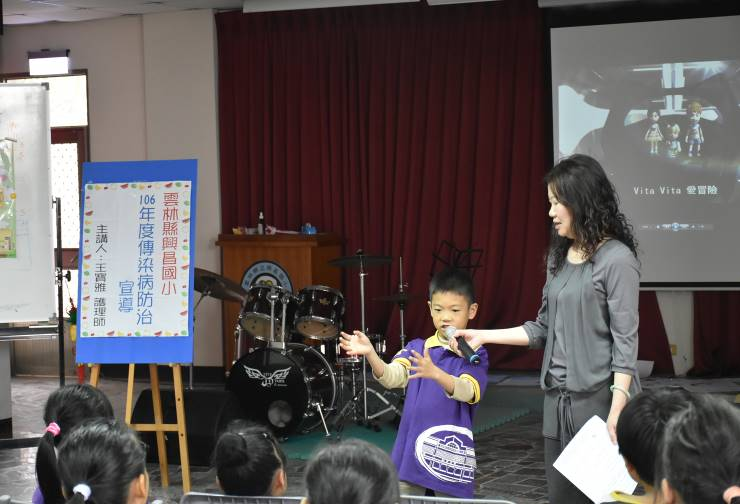 雲林縣興昌國小
106年度傳染病防治
宣導
主講人：王寶雅 護理師
Vita Vita 愛冒險